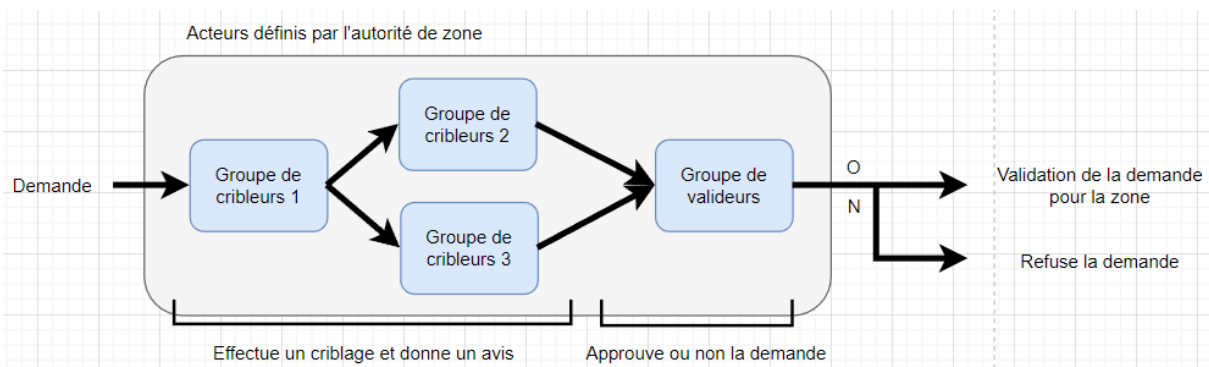 Acteurs définis par l'autorité de zone
Demande
Groupe de
cribleurs 1
Groupe de
cribleurs 2
Groupe de
cribleurs 3
Groupe de
valideurs
O
N
Validation de la demande
pour la zone
Refuse la demande
Effectue un criblage et donne un avis
Approuve ou non la demande